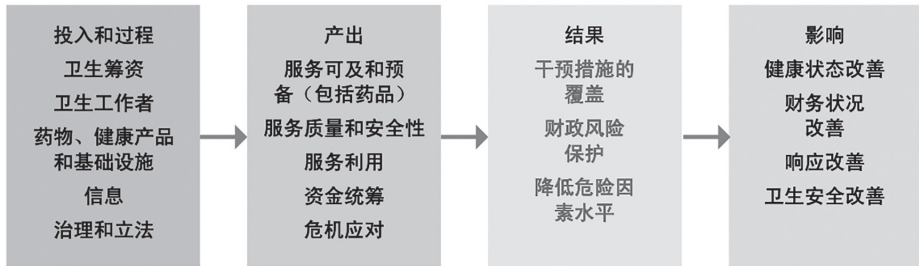 投入和过程
卫生筹资
卫生工作者
药物、健康产品
和基础设施
信息
治理和立法
产出
服务可及和预
备（包括药品）
服务质量和安全性
服务利用
资金统筹
危机应对
结果
干预措施的
覆盖
财政风险
保护
降低危险因
素水平
影响
健康状态改善
财务状况
改善
响应改善
卫生安全改善